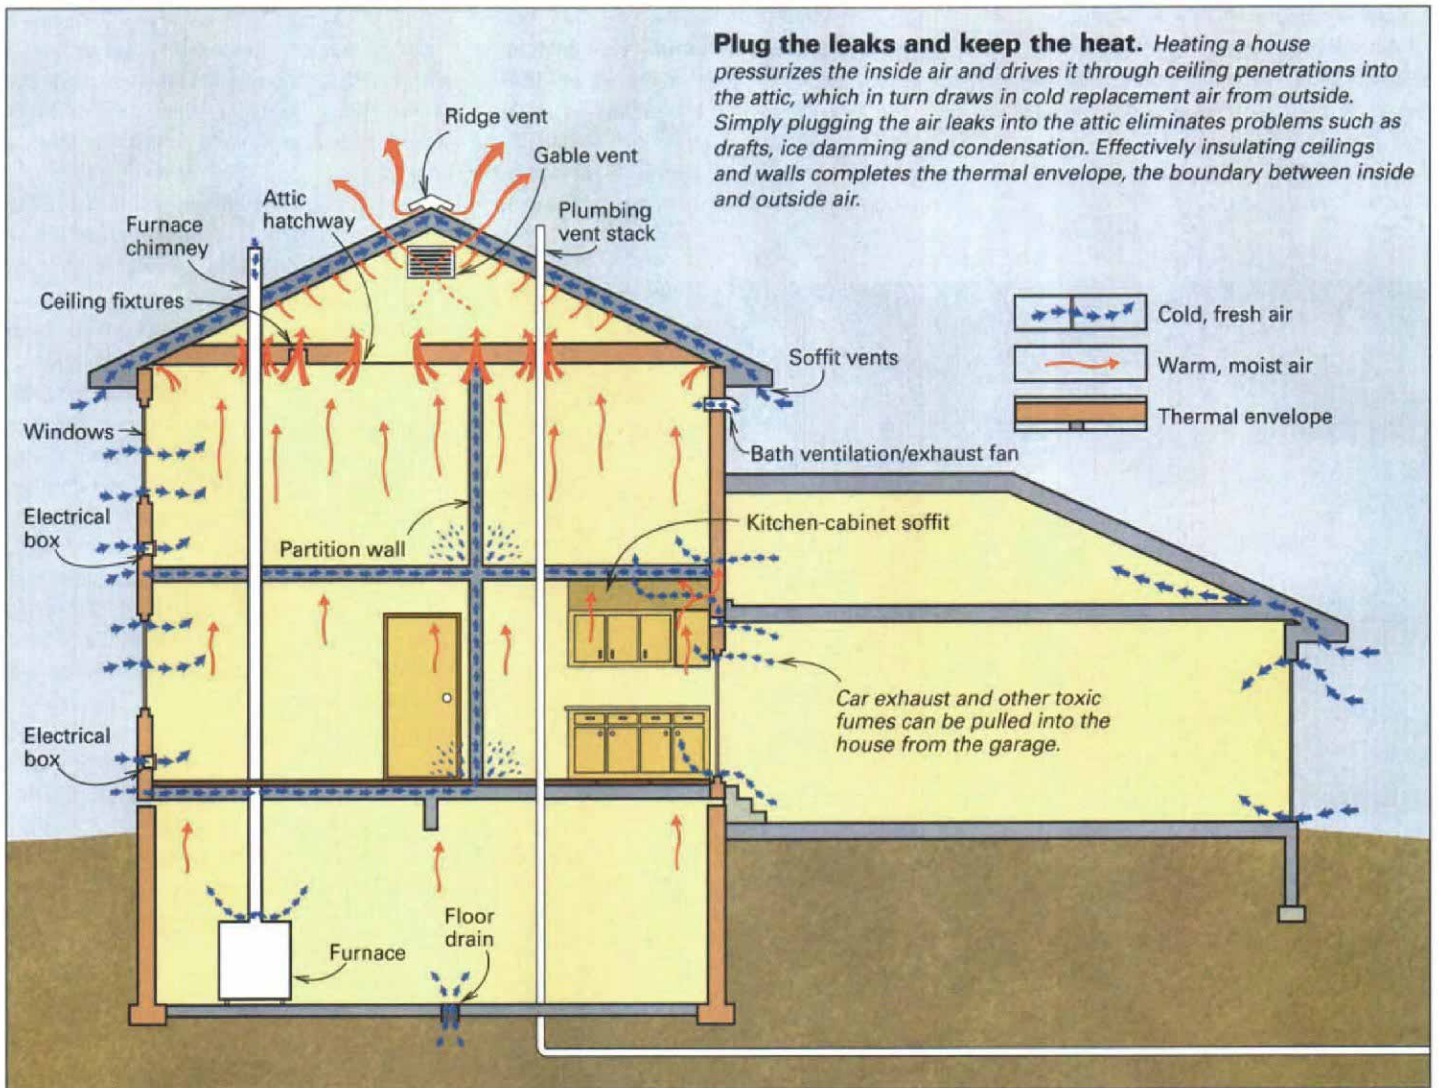 Plug the leaks and keep the heat. Heating a house
pressurizes the inside air and drives it through ceiling penetrations into
the attic, which in turn draws in cold replacement air from outside.
Simply plugging the air leaks into the attic eliminates problems such as
drafts, ice damming and condensation. Effectively insulating ceilings
and walls completes the thermal envelope, the boundary between inside
and outside air.
Ridge vent
Gable vent
Attic
hatchway
Plumbing
vent stack
Furnace
chimney
Ceiling fixtures
Cold, fresh air
Soffit vents
Warm, moist air
Thermal envelope
Windows
Bath ventilation/exhaust fan
Electrical
box
Kitchen-cabinet soffit
Partition wall
Car exhaust and other toxic
fumes can be pulled into the
house from the garage.
Electrical
box
Floor
drain
Furnace